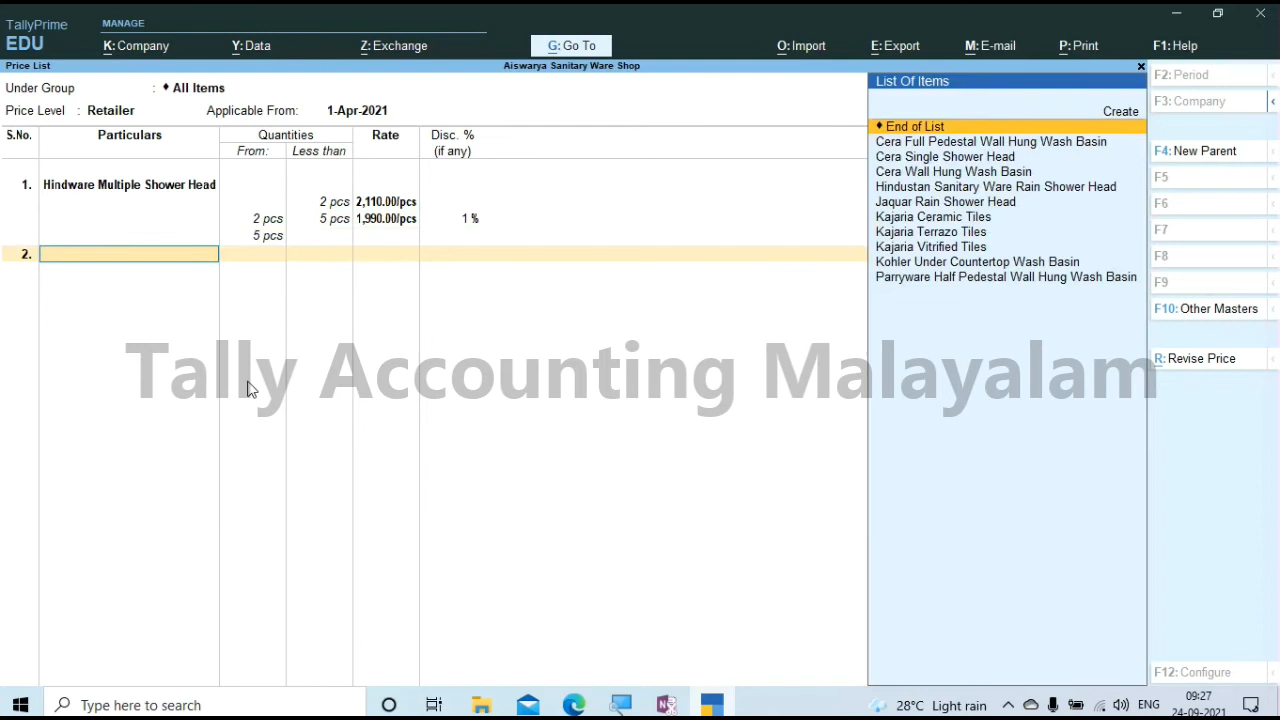 TallyPrime
EDU
MANAGE
K: Company
Y: Data
Z: Exchange
G: Go To
O: Import
E: Export
M: E-mail
P: Print
F1: Help
Price List
Aiswarya Sanitary Ware Shop
Under Group : ♦ All Items
Price Level : Retailer Applicable From: 1-Apr-2021
S.No. Particulars Quantities Rate Disc. %
From: Less than (if any)
1. Hindware Multiple Shower Head
2 pcs 2,110.00/pcs
2 pcs 5 pcs 1,990.00/pcs 1 %
5 pcs
2.
List Of Items
Create
♦ End of List
Cera Full Pedestal Wall Hung Wash Basin
Cera Single Shower Head
Cera Wall Hung Wash Basin
Hindustan Sanitary Ware Rain Shower Head
Jaquar Rain Shower Head
Kajaria Ceramic Tiles
Kajaria Terrazo Tiles
Kajaria Vitrified Tiles
Kohler Under Countertop Wash Basin
Parryware Half Pedestal Wall Hung Wash Basin
F2: Period
F3: Company
F4: New Parent
F5
F6
F7
F8
F9
F10: Other Masters
R: Revise Price
F12: Configure
Tally Accounting Malayalam
Type here to search
28°C Light rain
ENG
09:27
24-09-2021